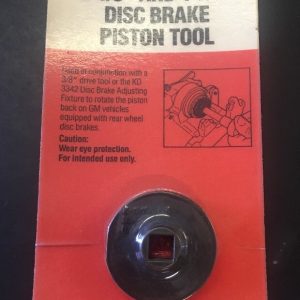 DISC BRAKE
PISTON TOOL
Used in conjunction with a
3/8" drive tool or the KD
3342 Disc Brake Adjusting
Fixture to rotate the piston
back on GM vehicles
equipped with rear wheel
disc brakes.
Caution:
Wear eye protection.
For intended use only.